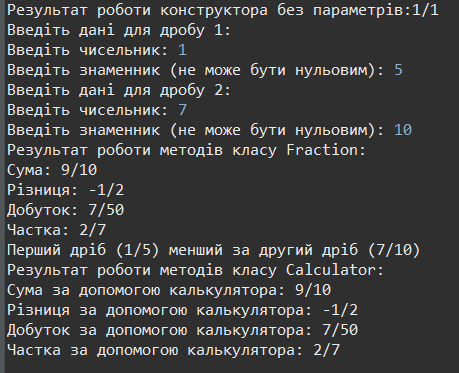 Результат роботи конструктора без параметрів:1/1
Введіть дані для дробу 1:
Введіть чисельник: 1
Введіть знаменник (не може бути нульовим): 5
Введіть дані для дробу 2:
Введіть чисельник: 7
Введіть знаменник (не може бути нульовим): 10
Результат роботи методів класу Fraction:
Сума: 9/10
Різниця: -1/2
Добуток: 7/50
Частка: 2/7
Перший дріб (1/5) менший за другий дріб (7/10)
Результат роботи методів класу Calculator:
Сума за допомогою калькулятора: 9/10
Різниця за допомогою калькулятора: -1/2
Добуток за допомогою калькулятора: 7/50
Частка за допомогою калькулятора: 2/7